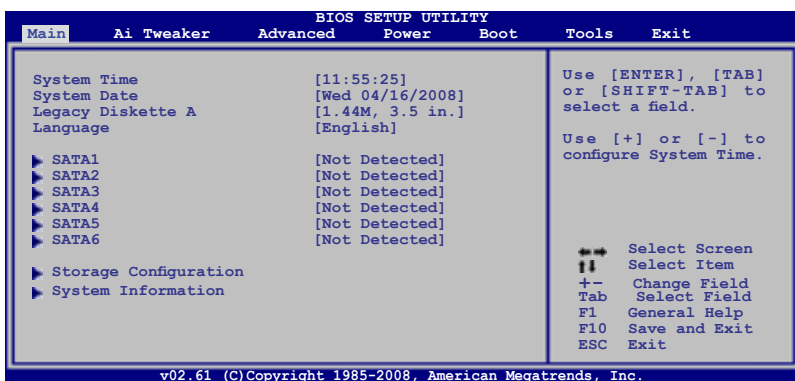 BIOS SETUP UTILITY
Main Ai Tweaker Advanced Power Boot Tools Exit
System Time [11:55:25]
System Date [Wed 04/16/2008]
Legacy Diskette A [1.44M, 3.5 in.]
Language [English]
SATA1 [Not Detected]
SATA2 [Not Detected]
SATA3 [Not Detected]
SATA4 [Not Detected]
SATA5 [Not Detected]
SATA6 [Not Detected]
Storage Configuration
System Information
Use [ENTER], [TAB]
or [SHIFT-TAB] to
select a field.
Use [+] or [-] to
configure System Time.
Select Screen
Select Item
+- Change Field
Tab Select Field
F1 General Help
F10 Save and Exit
ESC Exit
v02.61 (C)Copyright 1985-2008, American Megatrends, Inc.